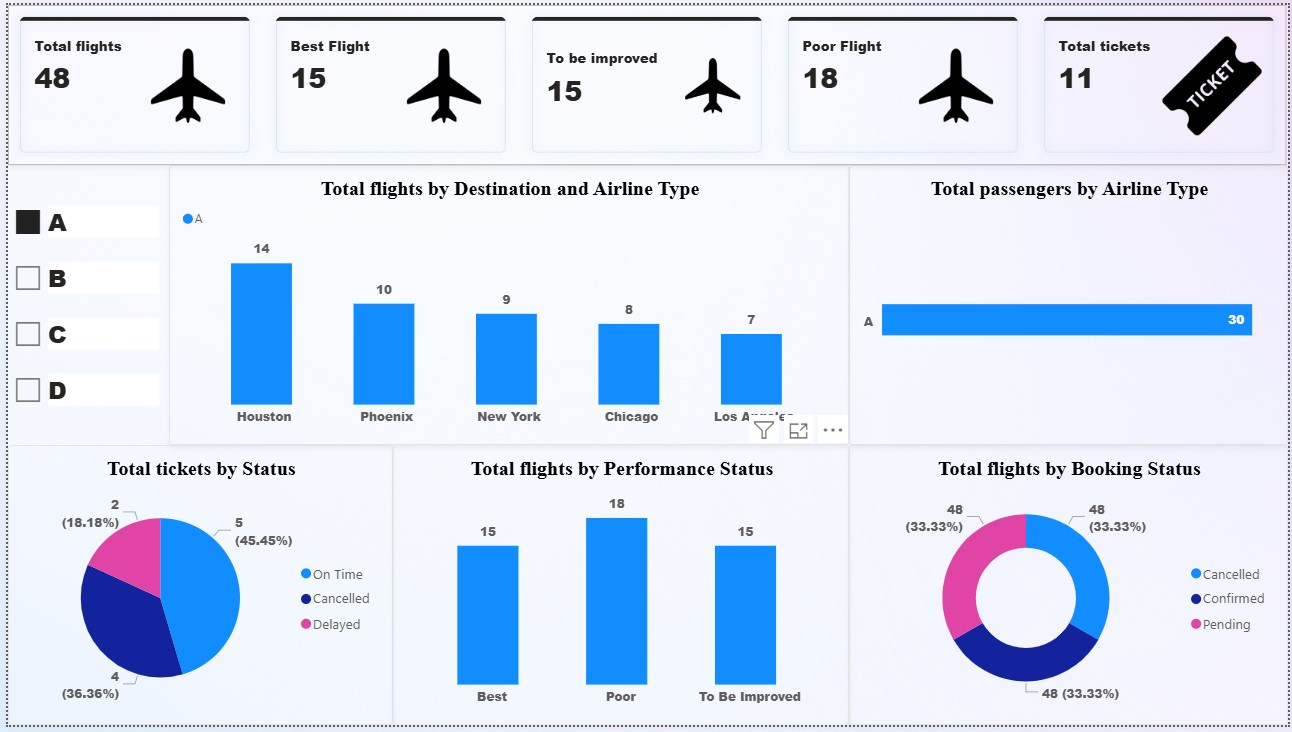 Total flights
48
Best Flight
15
To be improved
15
Poor Flight
18
Total tickets
11
TICKET
A
B
C
D
Total flights by Destination and Airline Type
A
14
10
9
8
7
Houston
Phoenix
New York
Chicago
Los Angeles
Total passengers by Airline Type
A
30
Total tickets by Status
2
(18.18%)
5
(45.45%)
4
(36.36%)
On Time
Cancelled
Delayed
Total flights by Performance Status
15
18
15
Best
Poor
To Be Improved
Total flights by Booking Status
48
(33.33%)
48
(33.33%)
48 (33.33%)
Cancelled
Confirmed
Pending